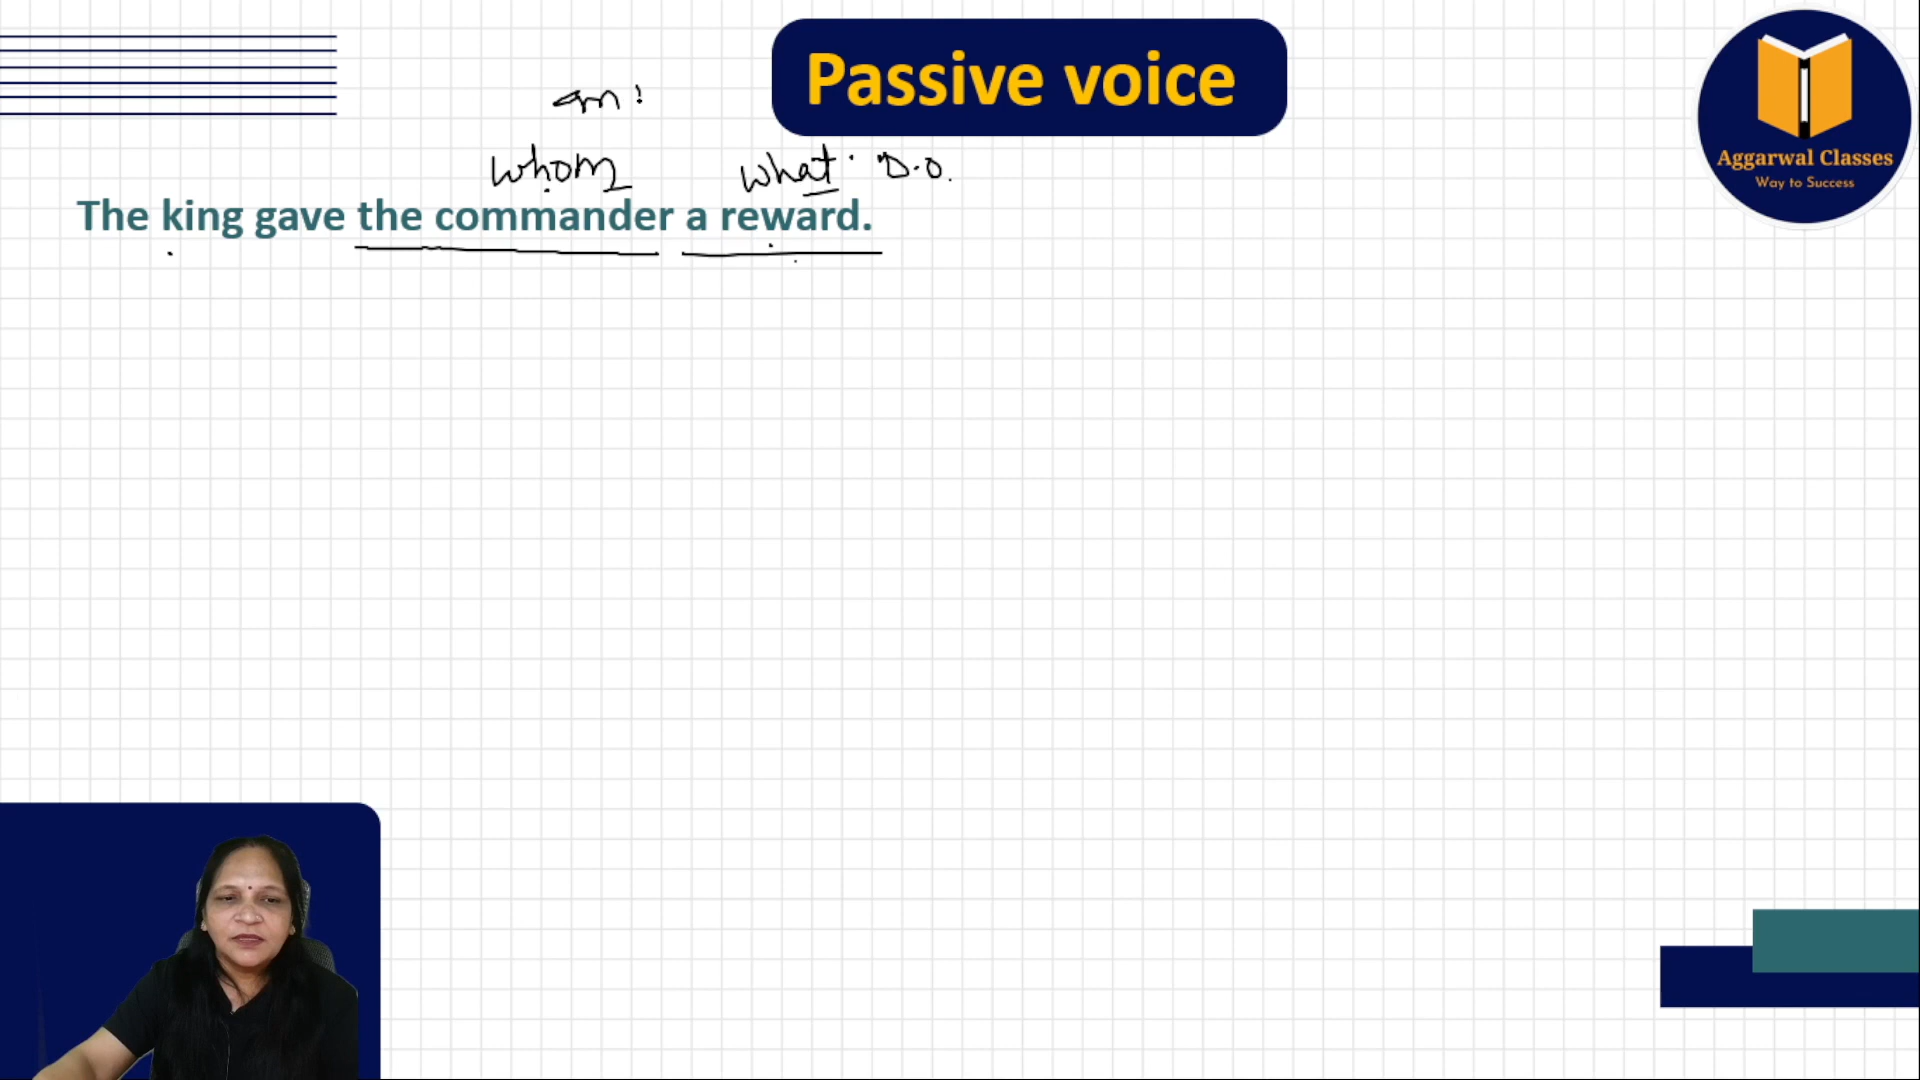 Passive voice
whom what. D.O.
The king gave the commander a reward.
Aggarwal Classes
Way to Success